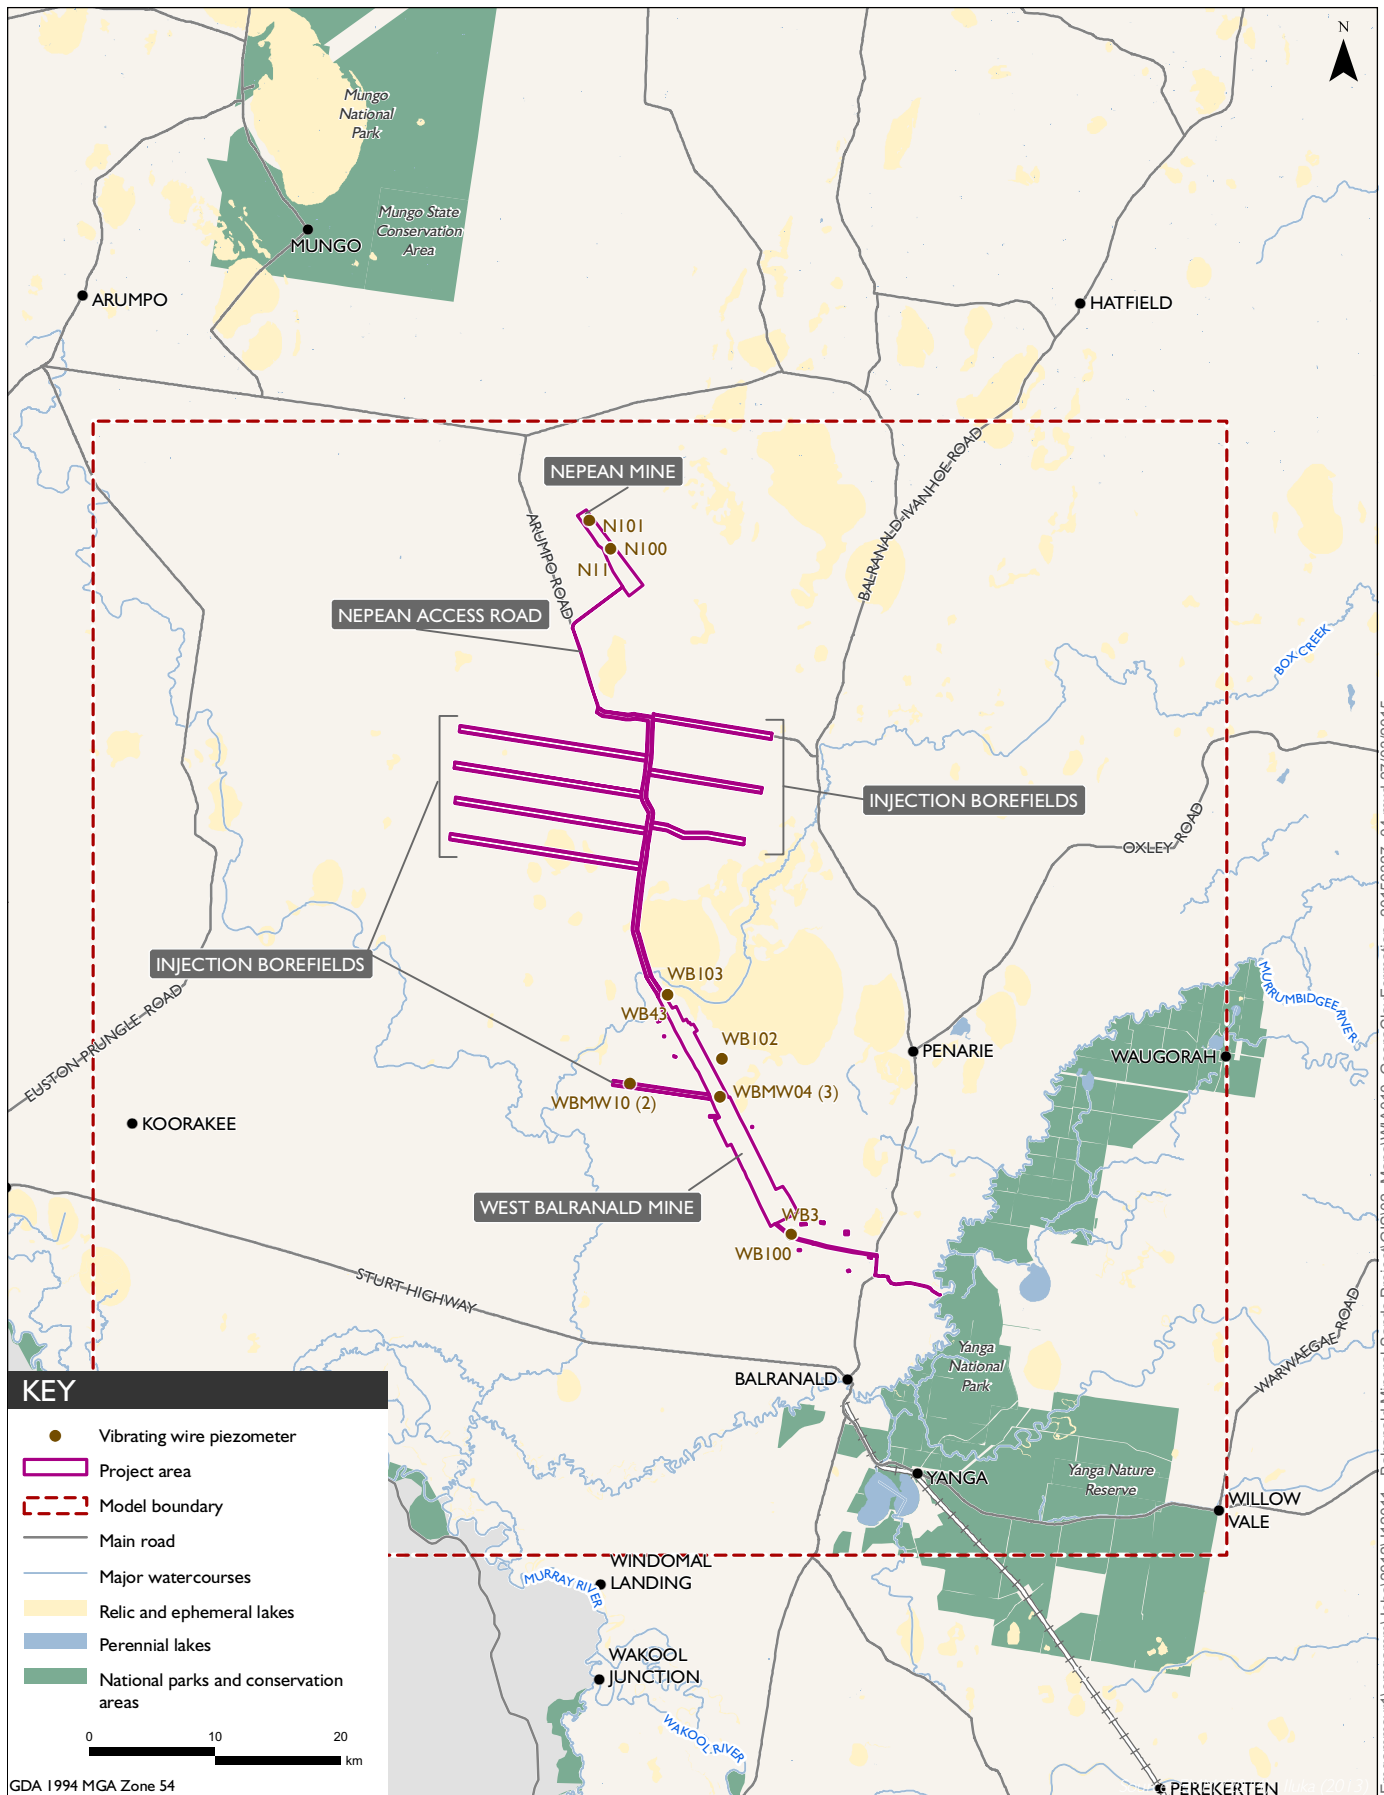 N
Mungo
National
Park
Mungo State
Conservation
Area
MUNGO
ARUMPO
HATFIELD
NEPEAN MINE
N101
N100
N11
ARUMPO ROAD
BALRANALD-IVANHOE ROAD
NEPEAN ACCESS ROAD
BOX CREEK
INJECTION BOREFIELDS
OXLEY ROAD
INJECTION BOREFIELDS
WB103
WB43
WB102
MURRUMBIDGEE RIVER
PENARIE
WAUGORAH
EUSTON-PRUNGLE ROAD
WBMW04 (3)
WBMW10 (2)
KOORAKEE
WEST BALRANALD MINE
WB3
WB100
STURT HIGHWAY
WARWAEGAE ROAD
Yanga
National
Park
BALRANALD
YANGA
Yanga Nature
Reserve
WILLOW
VALE
WINDOMAL
LANDING
MURRAY RIVER
WAKOOL
JUNCTION
WAKOOL RIVER
PEREKERTEN
KEY
Vibrating wire piezometer
Project area
Model boundary
Main road
Major watercourses
Relic and ephemeral lakes
Perennial lakes
National parks and conservation
areas
0 10 20
km
GDA 1994 MGA Zone 54